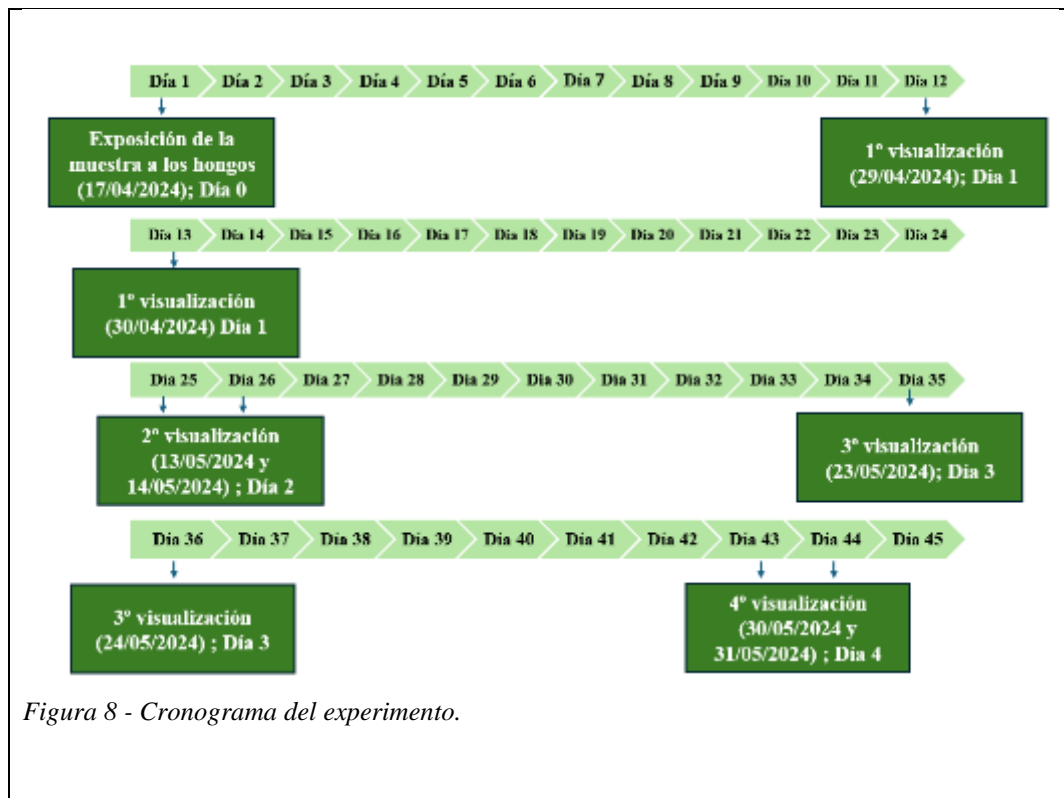 Día 1 Día 2 Día 3 Día 4 Día 5 Día 6 Día 7 Día 8 Día 9 Día 10 Día 11 Día 12
Exposición de la
muestra a los hongos
(17/04/2024); Día 0
1º visualización
(29/04/2024); Día 1
Día 13 Día 14 Día 15 Día 16 Día 17 Día 18 Día 19 Día 20 Día 21 Día 22 Día 23 Día 24
1º visualización
(30/04/2024) Día 1
Día 25 Día 26 Día 27 Día 28 Día 29 Día 30 Día 31 Día 32 Día 33 Día 34 Día 35
2º visualización
(13/05/2024 y
14/05/2024) ; Día 2
3º visualización
(23/05/2024); Día 3
Día 36 Día 37 Día 38 Día 39 Día 40 Día 41 Día 42 Día 43 Día 44 Día 45
3º visualización
(24/05/2024) ; Día 3
4º visualización
(30/05/2024 y
31/05/2024) ; Día 4
Figura 8 - Cronograma del experimento.